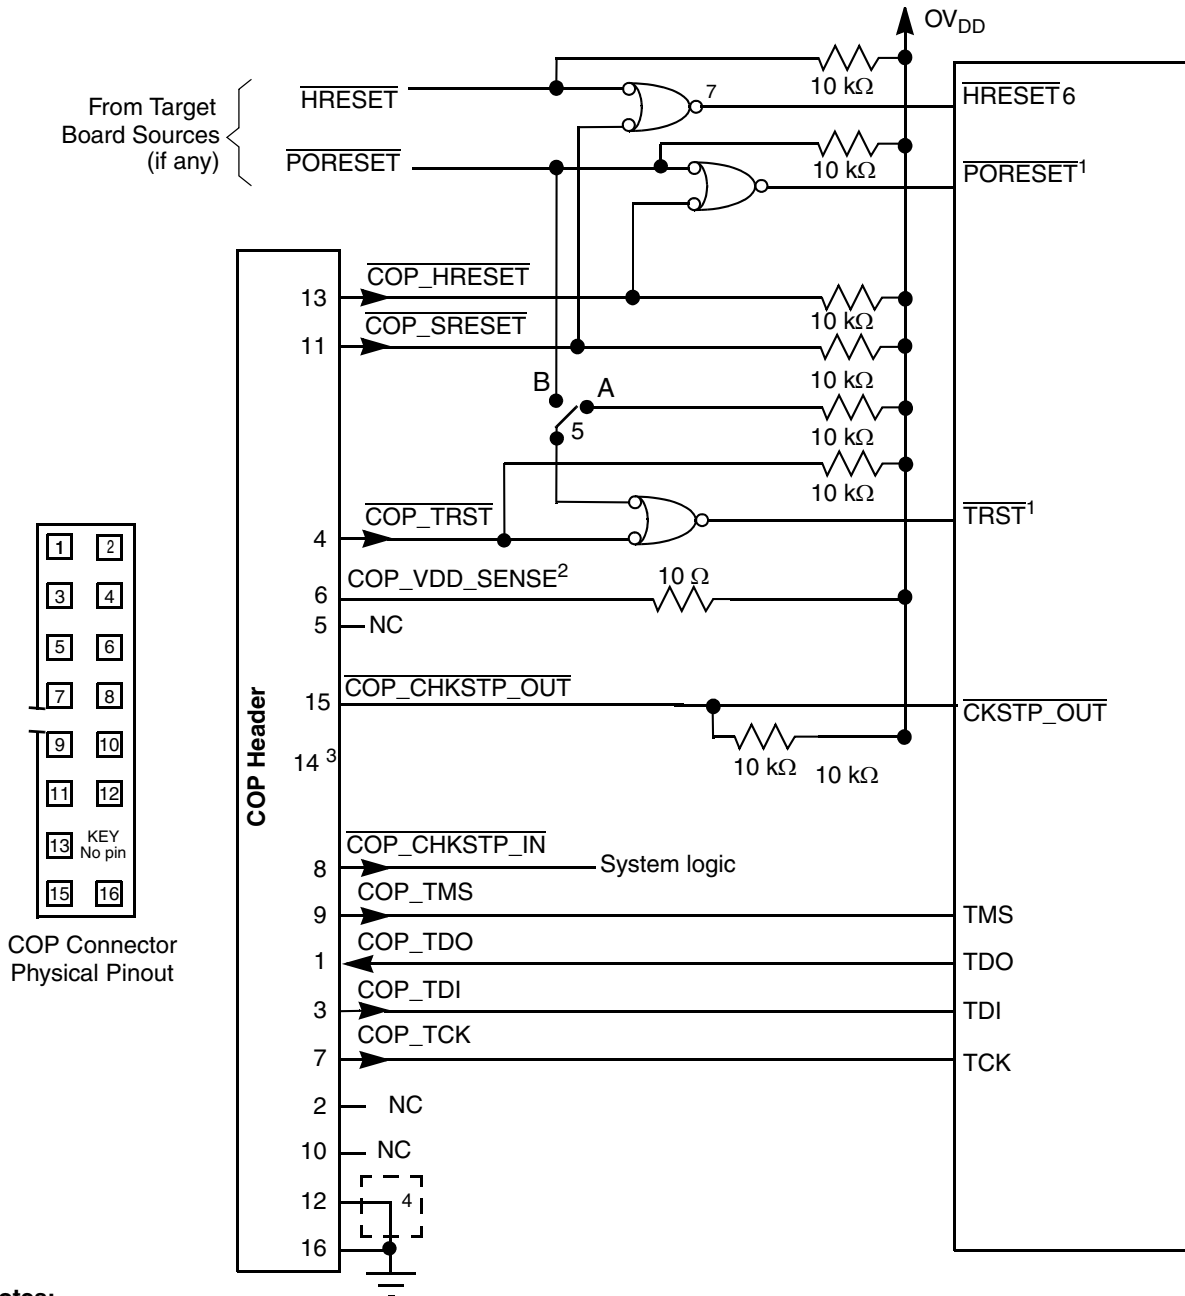 OVDD
10 kΩ
From Target
Board Sources
(if any)
HRESET
7
HRESET 6
PORESET
10 kΩ
PORESET1
COP_HRESET
13
10 kΩ
COP_SRESET
11
10 kΩ
B
A
5
10 kΩ
10 kΩ
COP_TRST
4
TRST1
COP_VDD_SENSE2
10 Ω
6
5
NC
COP_CHKSTP_OUT
15
CKSTP_OUT
10 kΩ
10 kΩ
14 3
COP Header
COP_CHKSTP_IN
8
System logic
COP_TMS
9
TMS
COP_TDO
1
TDO
COP_TDI
3
TDI
COP_TCK
7
TCK
2
NC
10
NC
12
4
16
1 2
3 4
5 6
7 8
9 10
11 12
13 KEY
No pin
15 16
COP Connector
Physical Pinout